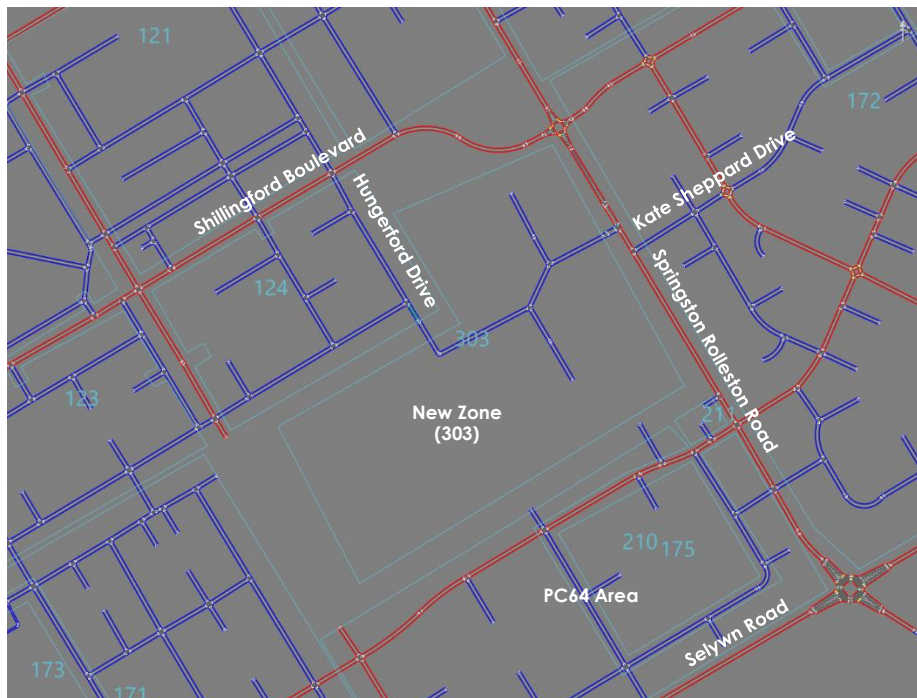 121
172
Shillingford Boulevard
Hungerford Drive
Kate Sheppard Drive
Springston Rolleston Road
124
303
123
New Zone
(303)
211
210
175
PC64 Area
Selywn Road
173
171